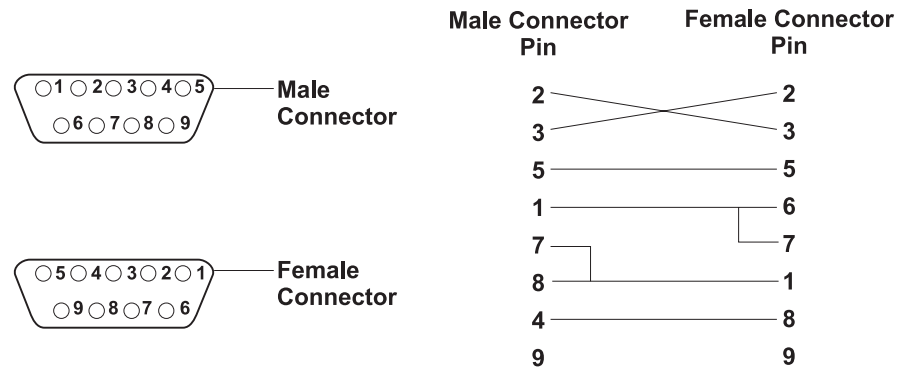 1 2 3 4 5
6 7 8 9
Male
Connector
5 4 3 2 1
9 8 7 6
Female
Connector
Male Connector Female Connector
Pin Pin
2 2
3 3
5 5
1 6
7 7
8 1
4 8
9 9